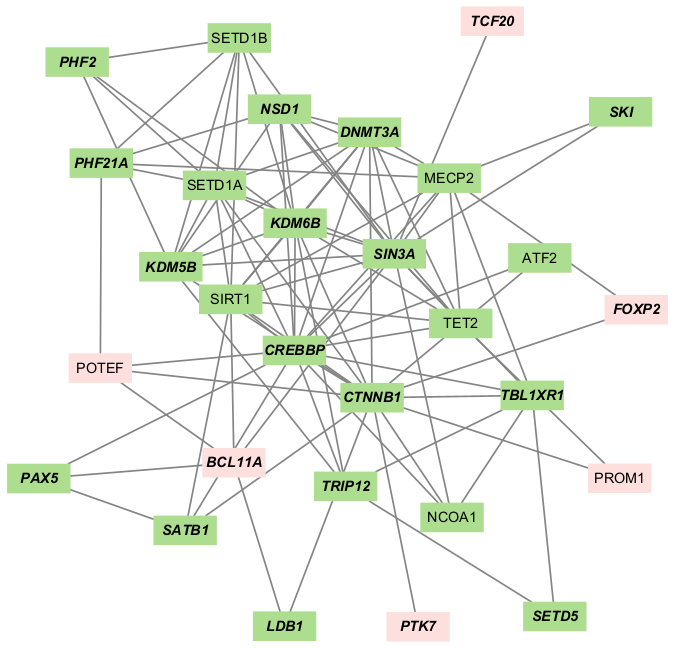 TCF20
SETD1B
PHF2
NSD1
SKI
DNMT3A
PHF21A
MECP2
SETD1A
KDM6B
SIN3A
ATF2
KDM5B
SIRT1
FOXP2
TET2
CREBBP
POTEF
CTNNB1
TBL1XR1
BCL11A
PAX5
PROM1
TRIP12
NCOA1
SATB1
SETD5
LDB1
PTK7